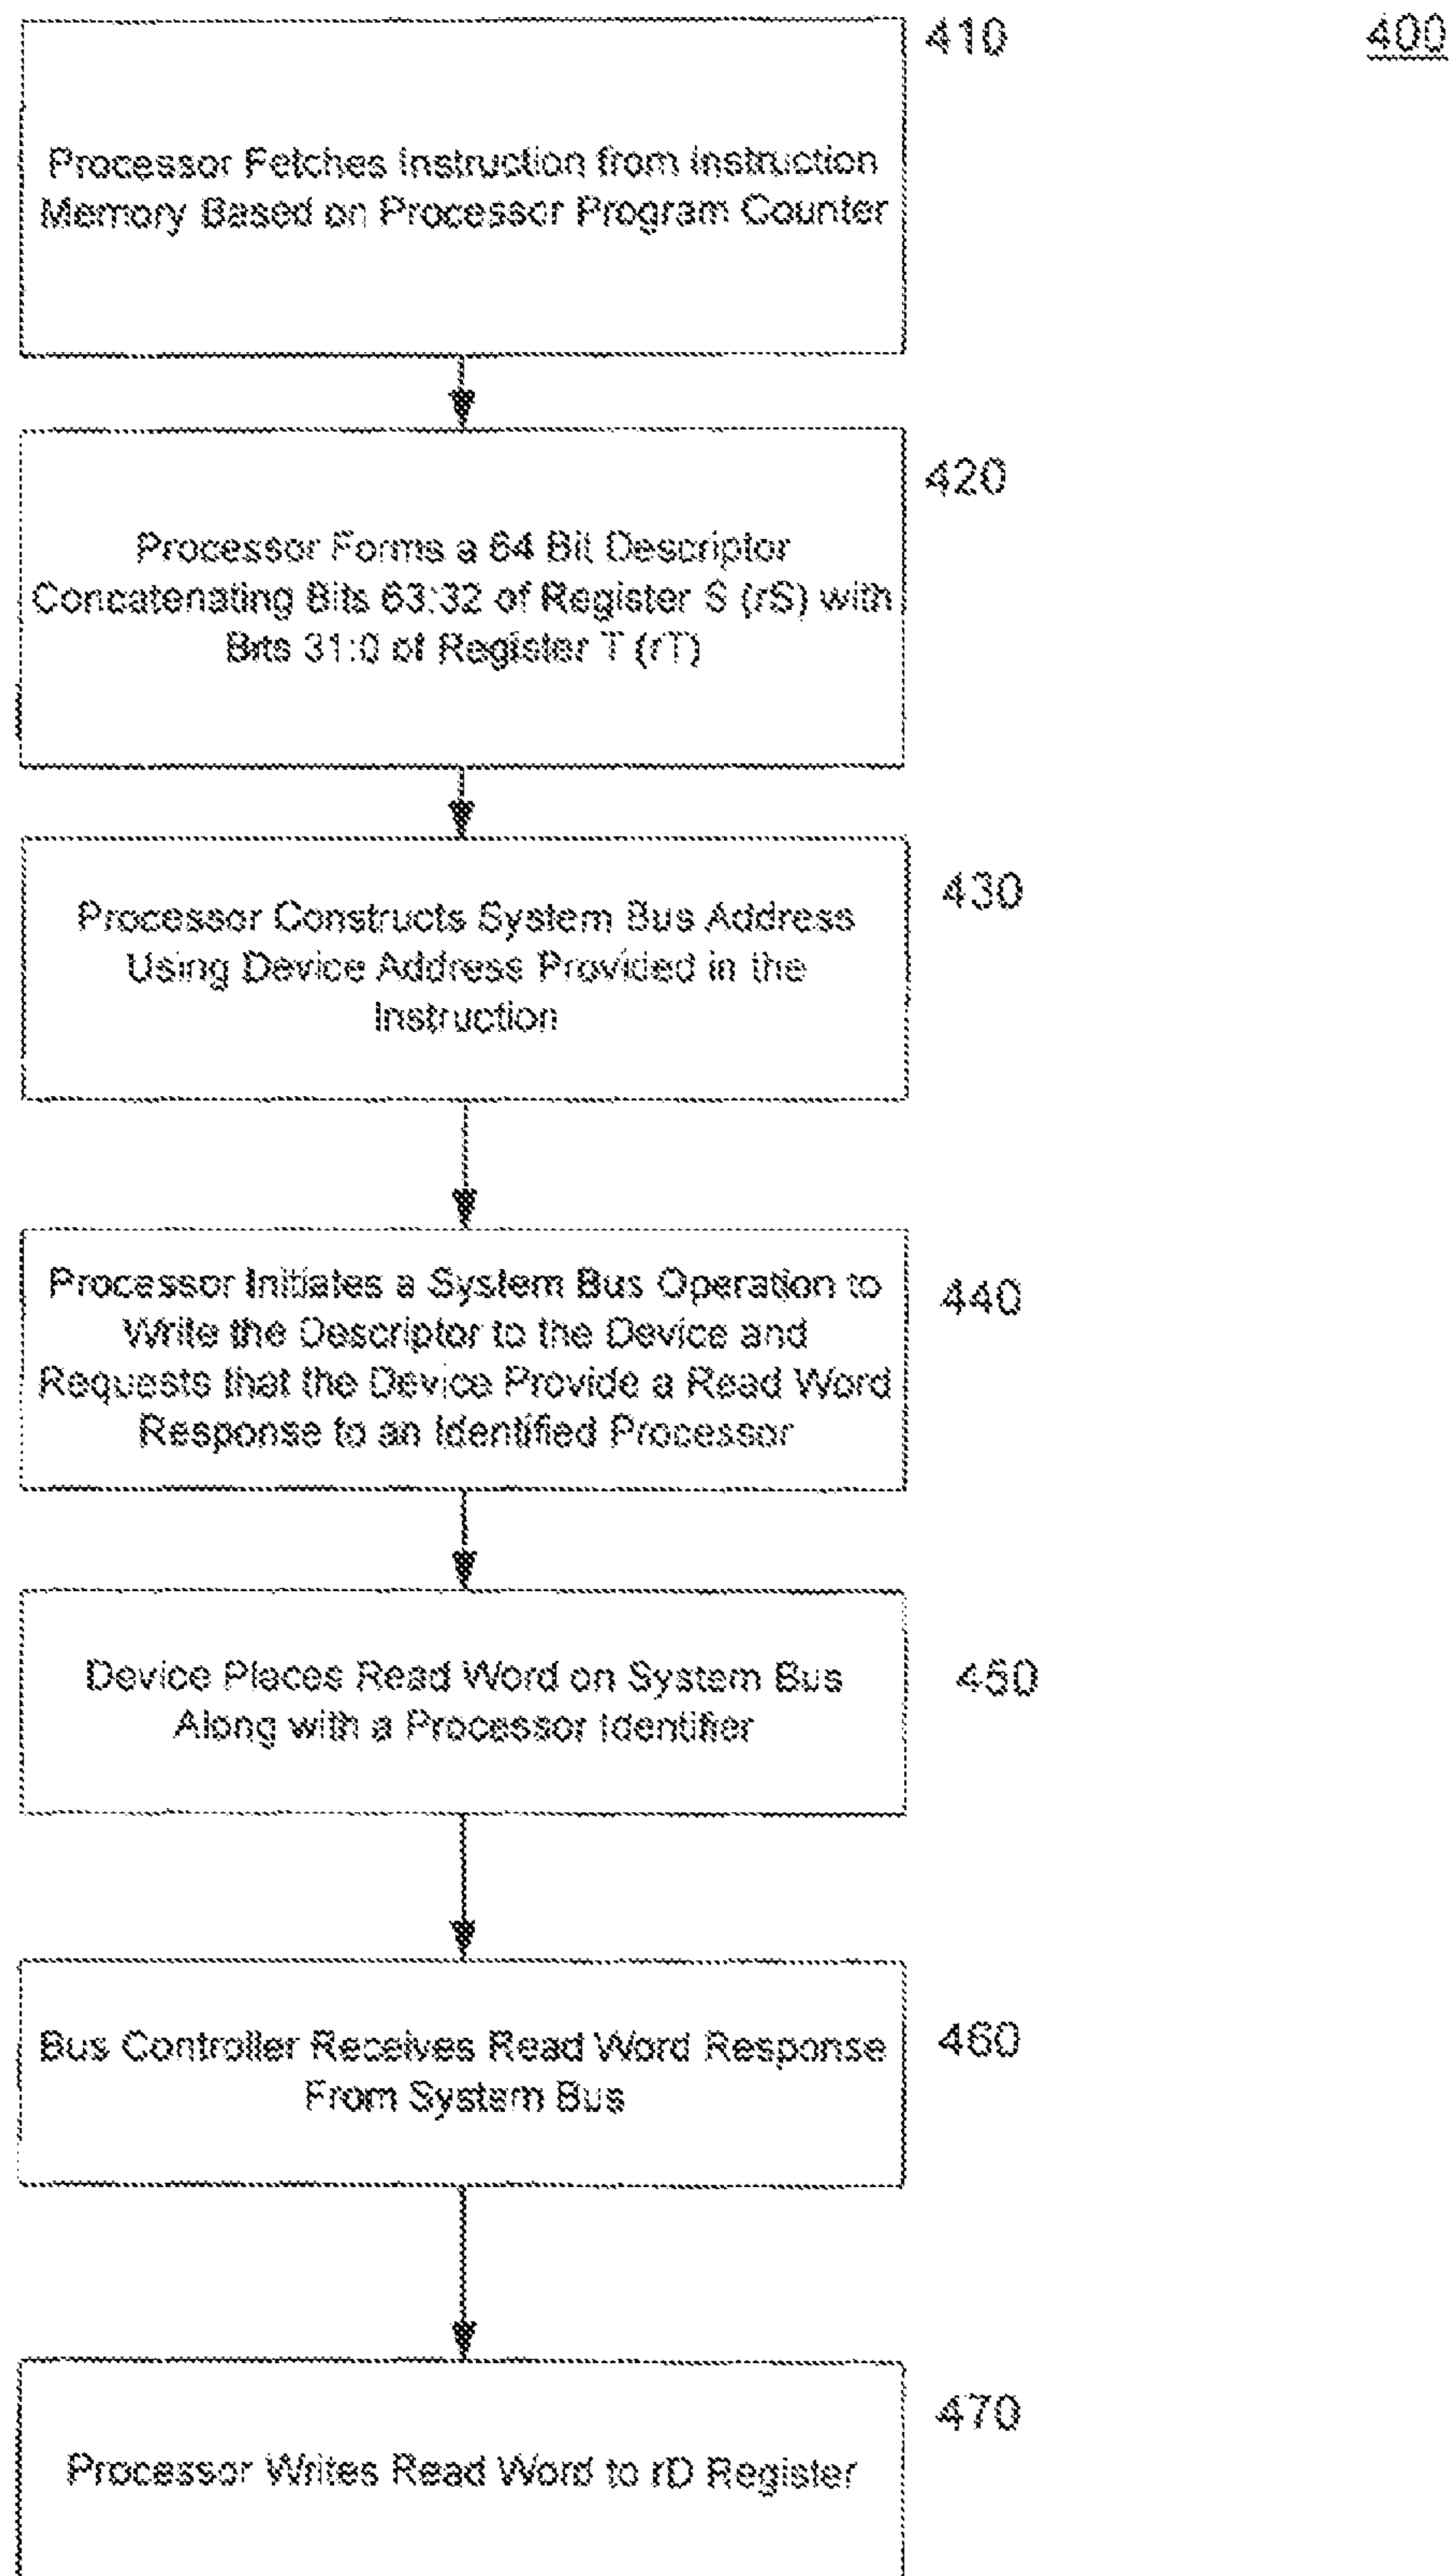 410
400
Processor Fetches Instruction from Instruction
Memory Based on Processor Program Counter
420
Processor Forms a 64 Bit Descriptor
Concatenating Bits 63:32 of Register S (rS) with
Bits 31:0 of Register T (rT)
430
Processor Constructs System Bus Address
Using Device Address Provided in the
Instruction
440
Processor Initiates a System Bus Operation to
Write the Descriptor to the Device and
Requests that the Device Provide a Read Word
Response to an Identified Processor
450
Device Places Read Word on System Bus
Along with a Processor Identifier
460
Bus Controller Receives Read Word Response
From System Bus
470
Processor Writes Read Word to rD Register